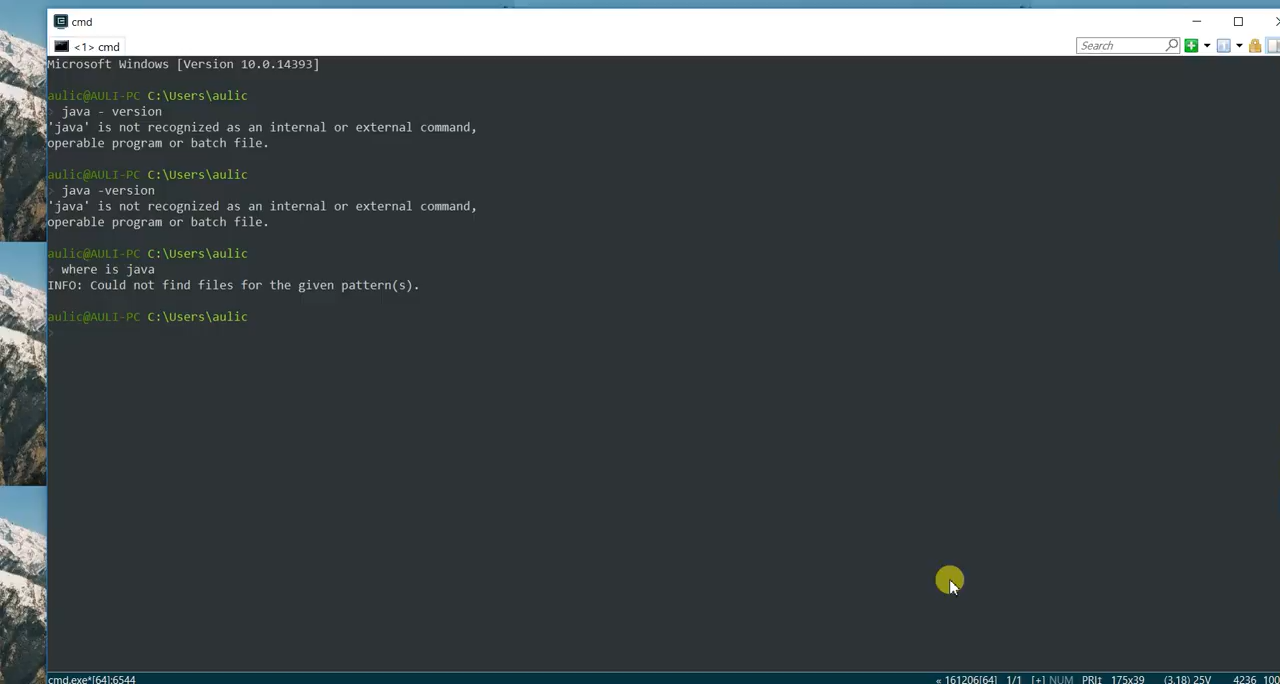 cmd
<1> cmd
Search
Microsoft Windows [Version 10.0.14393]
aulic@AULI-PC C:\Users\aulic
> java - version
'java' is not recognized as an internal or external command,
operable program or batch file.
aulic@AULI-PC C:\Users\aulic
> java -version
'java' is not recognized as an internal or external command,
operable program or batch file.
aulic@AULI-PC C:\Users\aulic
> where is java
INFO: Could not find files for the given pattern(s).
aulic@AULI-PC C:\Users\aulic
>
cmd.exe*[64]:6544 « 161206[64] 1/1 [+] NUM PRI↕ 175x39 (3,18) 25V 4236 100